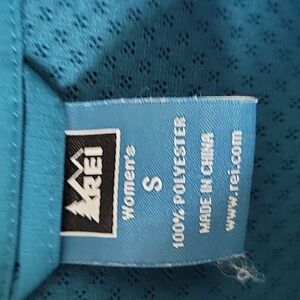 REI
Women's
S
100% POLYESTER
MADE IN CHINA
www.rei.com